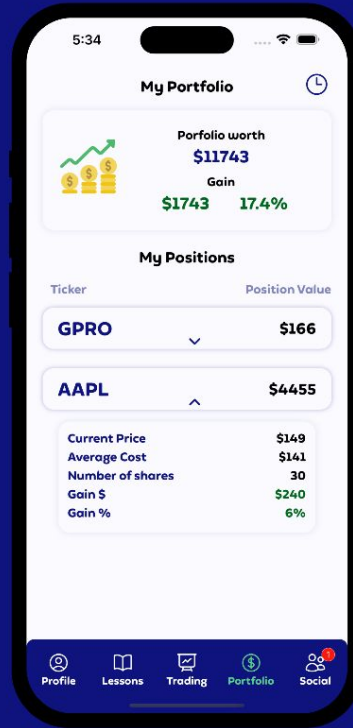 5:34
My Portfolio
Porfolio worth
$11743
Gain
$1743 17.4%
My Positions
Ticker Position Value
GPRO $166
AAPL $4455
Current Price $149
Average Cost $141
Number of shares 30
Gain $ $240
Gain % 6%
1
Profile Lessons Trading Portfolio Social